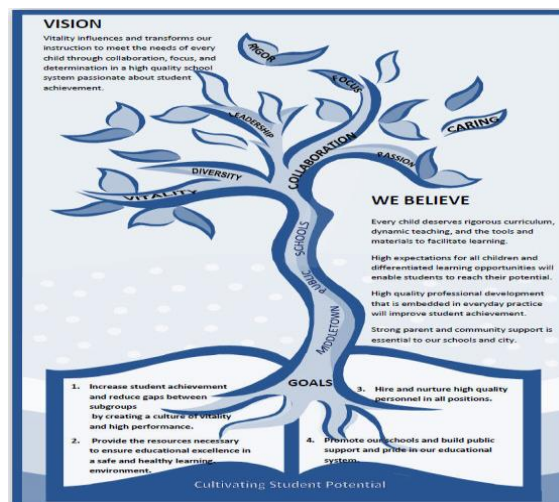 VISION
Vitality influences and transforms our
instruction to meet the needs of every
child through collaboration, focus, and
determination in a high quality school
system passionate about student
achievement.
RIGOR
FOCUS
LEADERSHIP
COLLABORATION
CARING
PASSION
DIVERSITY
VITALITY
WE BELIEVE
Every child deserves rigorous curriculum,
dynamic teaching, and the tools and
materials to facilitate learning.
High expectations for all children and
differentiated learning opportunities will
enable students to reach their potential.
High quality professional development
that is embedded in everyday practice
will improve student achievement.
Strong parent and community support is
essential to our schools and city.
MIDDLETOWN
PUBLIC
SCHOOLS
GOALS
1. Increase student achievement
and reduce gaps between
subgroups
by creating a culture of vitality
and high performance.
2. Provide the resources necessary
to ensure educational excellence in
a safe and healthy learning
environment.
3. Hire and nurture high quality
personnel in all positions.
4. Promote our schools and build public
support and pride in our educational
system.
Cultivating Student Potential